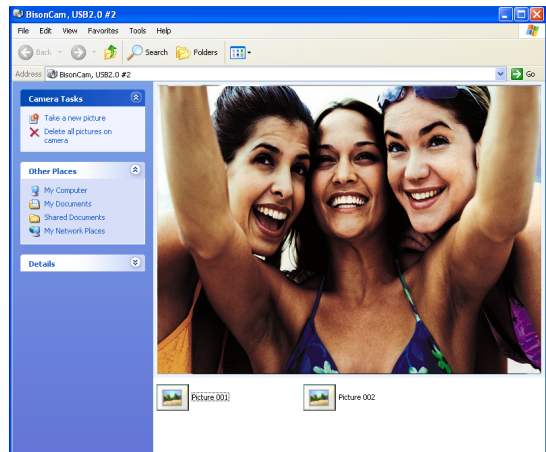 BisonCam, USB2.0 #2
File Edit View Favorites Tools Help
Back Search Folders
Address BisonCam, USB2.0 #2 Go
Camera Tasks
Take a new picture
Delete all pictures on
camera
Other Places
My Computer
My Documents
Shared Documents
My Network Places
Details
Picture 001 Picture 002